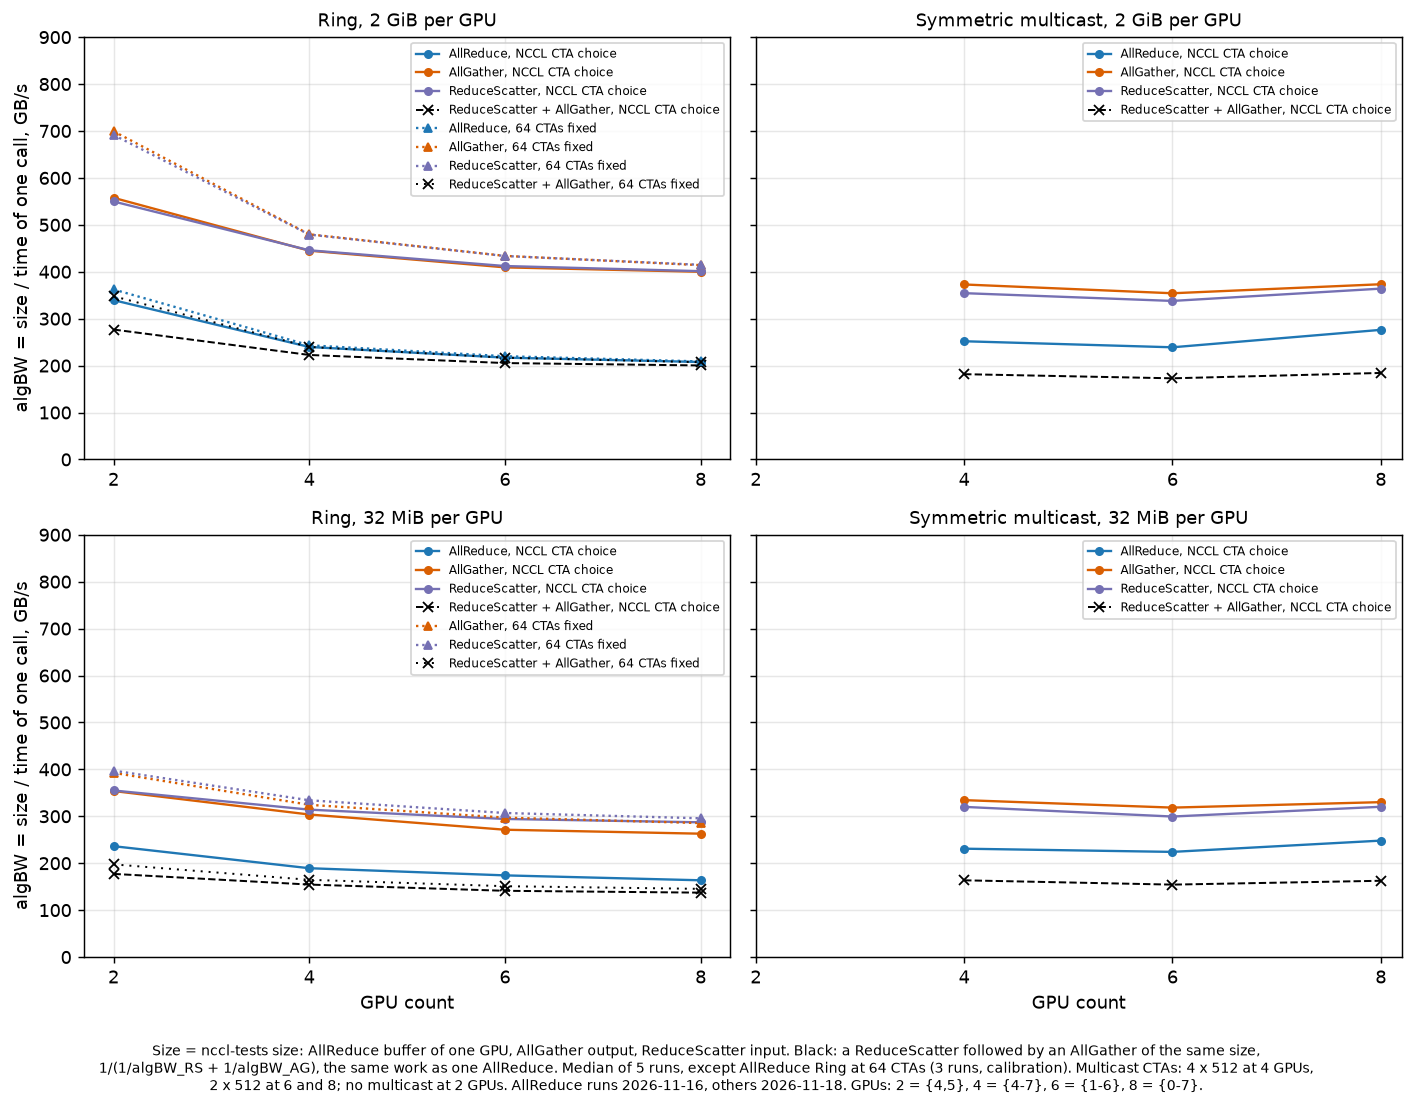 Ring, 2 GiB per GPU
algBW = size / time of one call, GB/s
900
800
700
600
500
400
300
200
100
0
2
4
6
8
AllReduce, NCCL CTA choice
AllGather, NCCL CTA choice
ReduceScatter, NCCL CTA choice
ReduceScatter + AllGather, NCCL CTA choice
AllReduce, 64 CTAs fixed
AllGather, 64 CTAs fixed
ReduceScatter, 64 CTAs fixed
ReduceScatter + AllGather, 64 CTAs fixed
Symmetric multicast, 2 GiB per GPU
2
4
6
8
AllReduce, NCCL CTA choice
AllGather, NCCL CTA choice
ReduceScatter, NCCL CTA choice
ReduceScatter + AllGather, NCCL CTA choice
Ring, 32 MiB per GPU
algBW = size / time of one call, GB/s
900
800
700
600
500
400
300
200
100
0
2
4
6
8
GPU count
AllReduce, NCCL CTA choice
AllGather, NCCL CTA choice
ReduceScatter, NCCL CTA choice
ReduceScatter + AllGather, NCCL CTA choice
AllGather, 64 CTAs fixed
ReduceScatter, 64 CTAs fixed
ReduceScatter + AllGather, 64 CTAs fixed
Symmetric multicast, 32 MiB per GPU
2
4
6
8
GPU count
AllReduce, NCCL CTA choice
AllGather, NCCL CTA choice
ReduceScatter, NCCL CTA choice
ReduceScatter + AllGather, NCCL CTA choice
Size = nccl-tests size: AllReduce buffer of one GPU, AllGather output, ReduceScatter input. Black: a ReduceScatter followed by an AllGather of the same size,
1/(1/algBW_RS + 1/algBW_AG), the same work as one AllReduce. Median of 5 runs, except AllReduce Ring at 64 CTAs (3 runs, calibration). Multicast CTAs: 4 x 512 at 4 GPUs,
2 x 512 at 6 and 8; no multicast at 2 GPUs. AllReduce runs 2026-11-16, others 2026-11-18. GPUs: 2 = {4,5}, 4 = {4-7}, 6 = {1-6}, 8 = {0-7}.